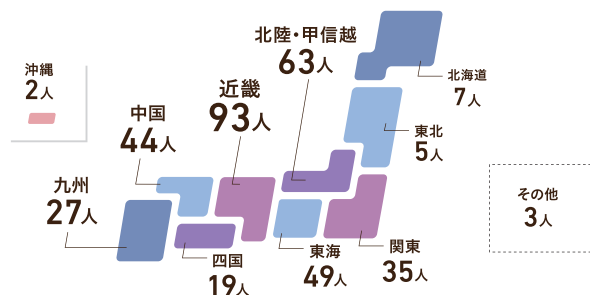 北陸・甲信越
63人
沖縄
2人
北海道
7人
近畿
93人
中国
44人
東北
5人
九州
27人
その他
3人
四国
19人
東海
49人
関東
35人